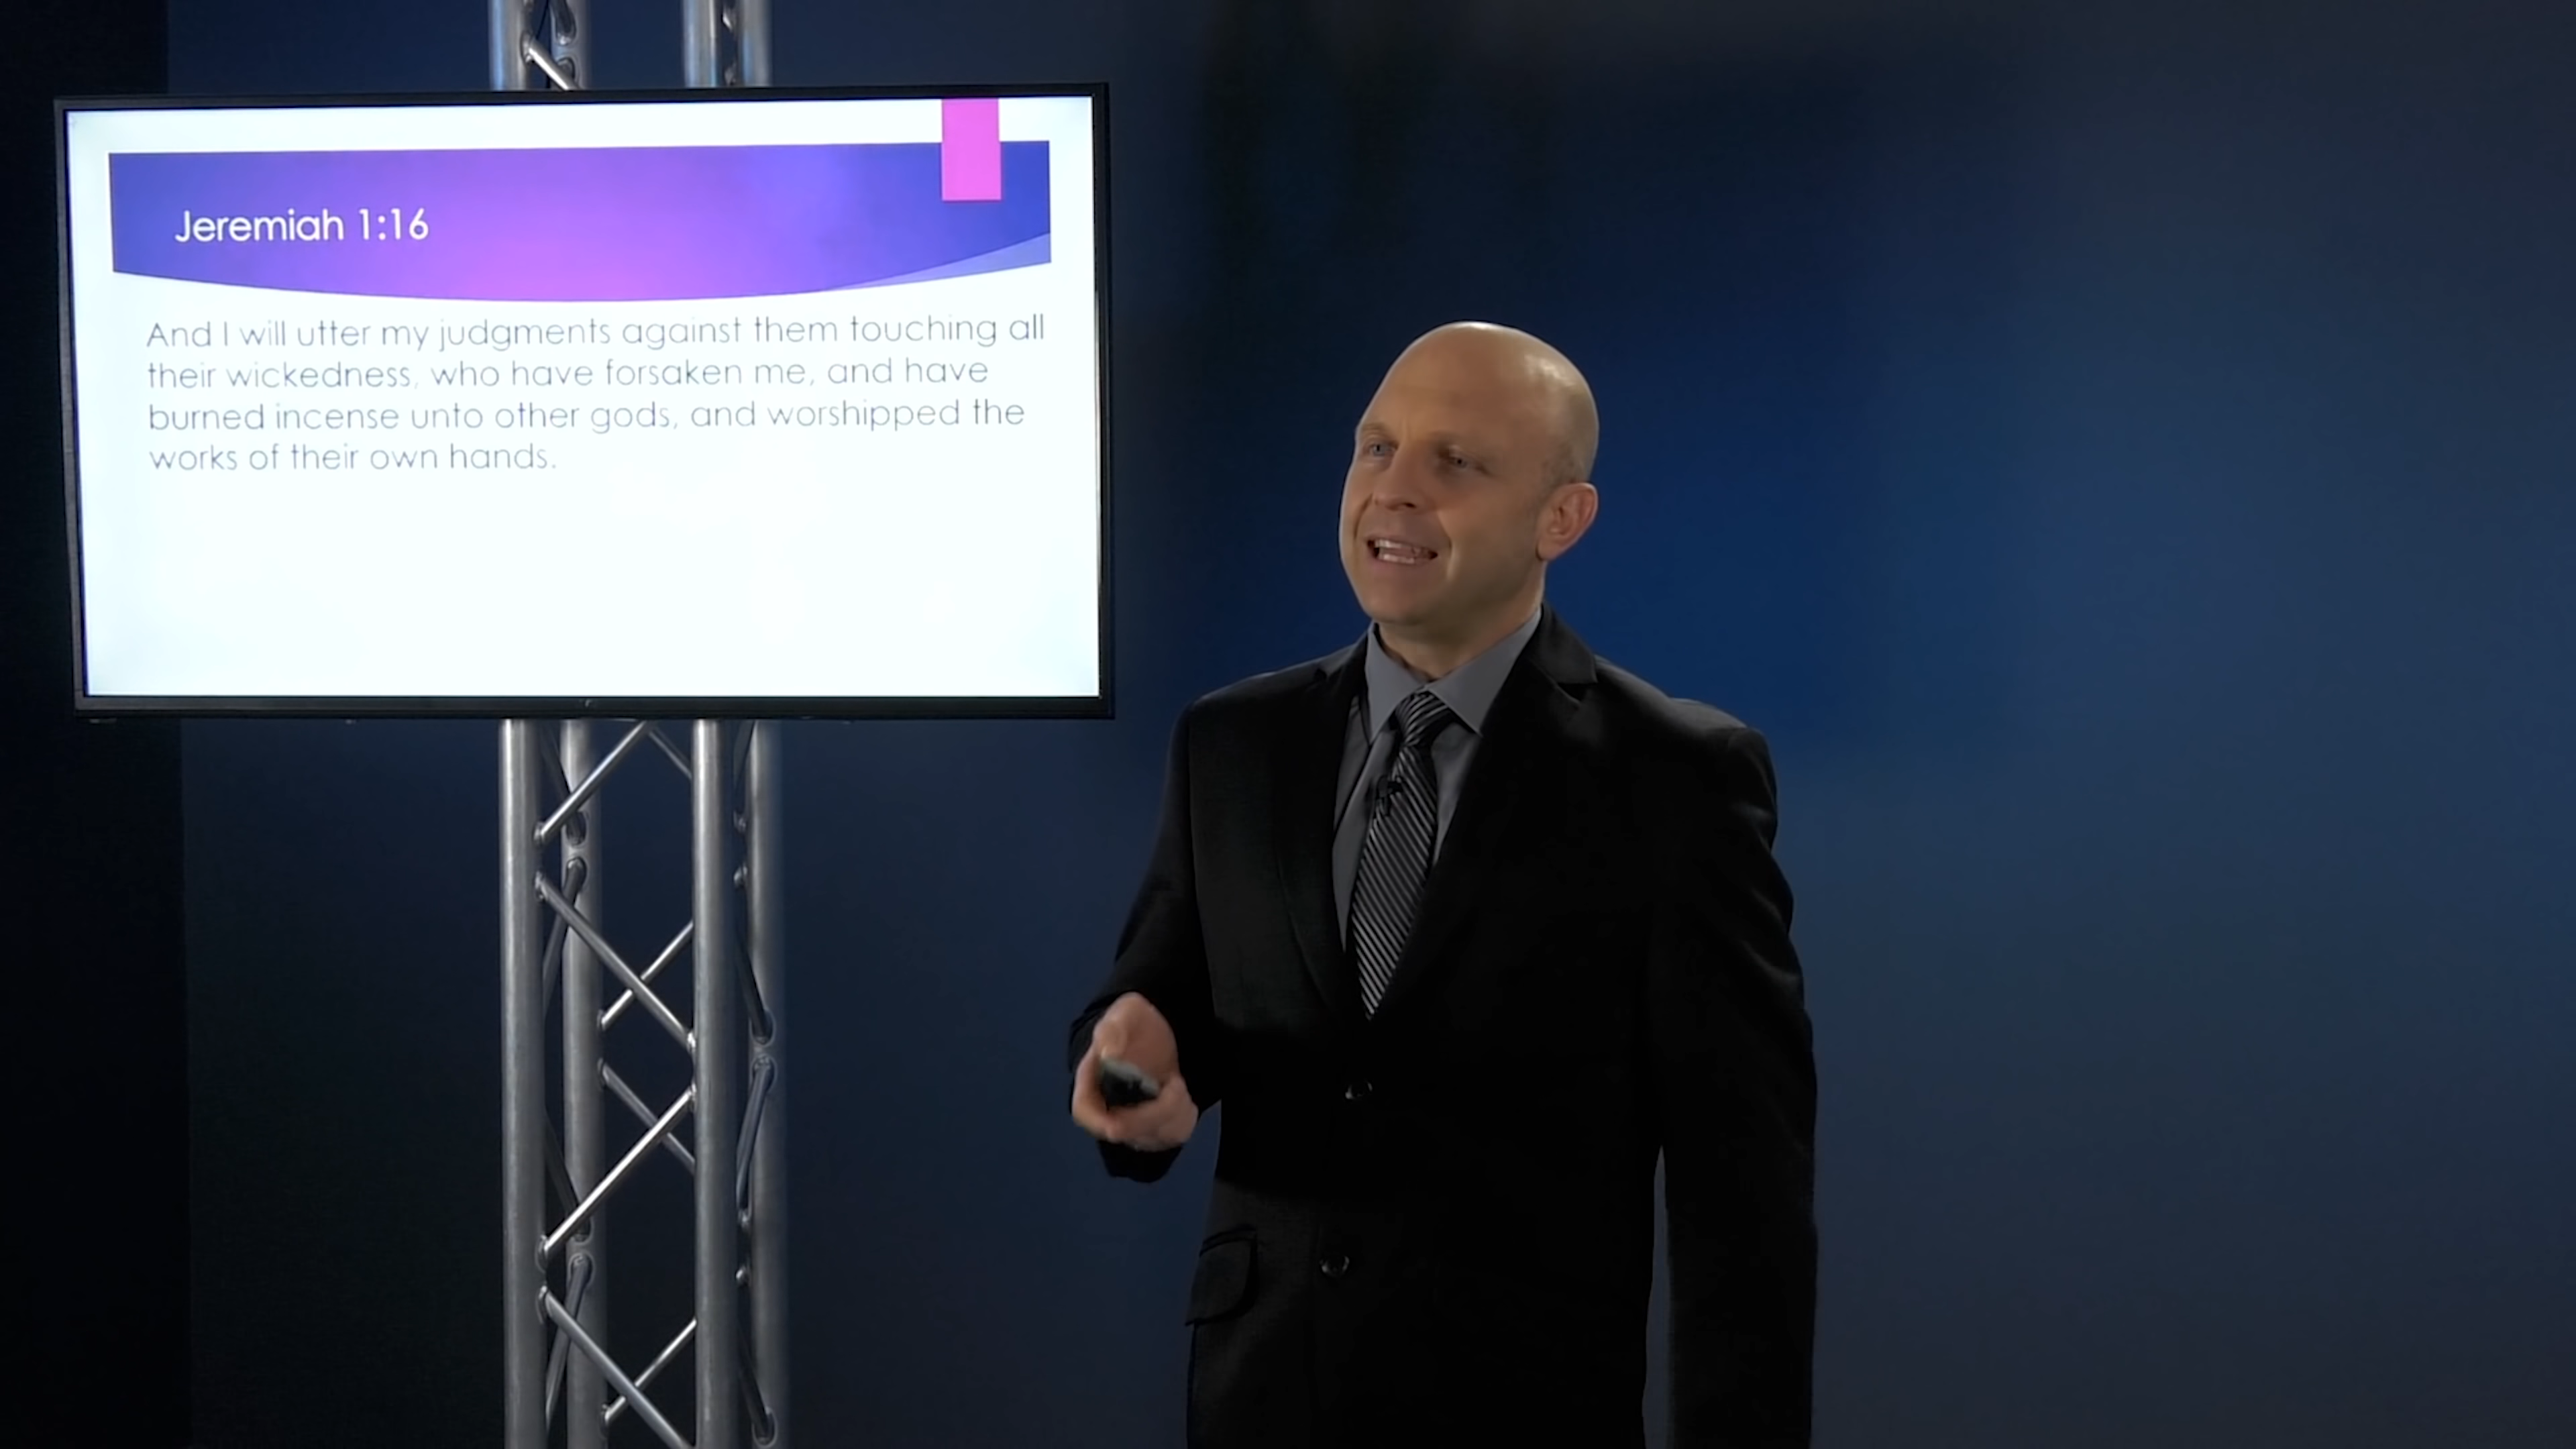 Jeremiah 1:16
And I will utter my judgments against them touching all
their wickedness, who have forsaken me, and have
burned incense unto other gods, and worshipped the
works of their own hands.